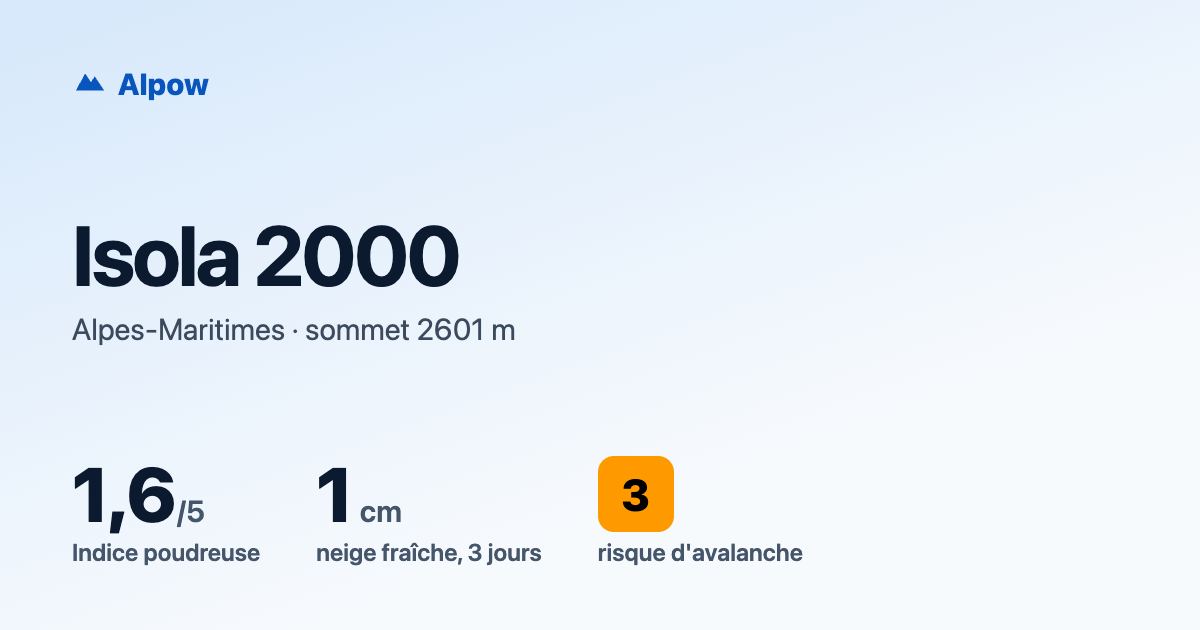 Alpow
Isola 2000
Alpes-Maritimes · sommet 2601 m
1,6/5
Indice poudreuse
1 cm
neige fraîche, 3 jours
3
risque d'avalanche